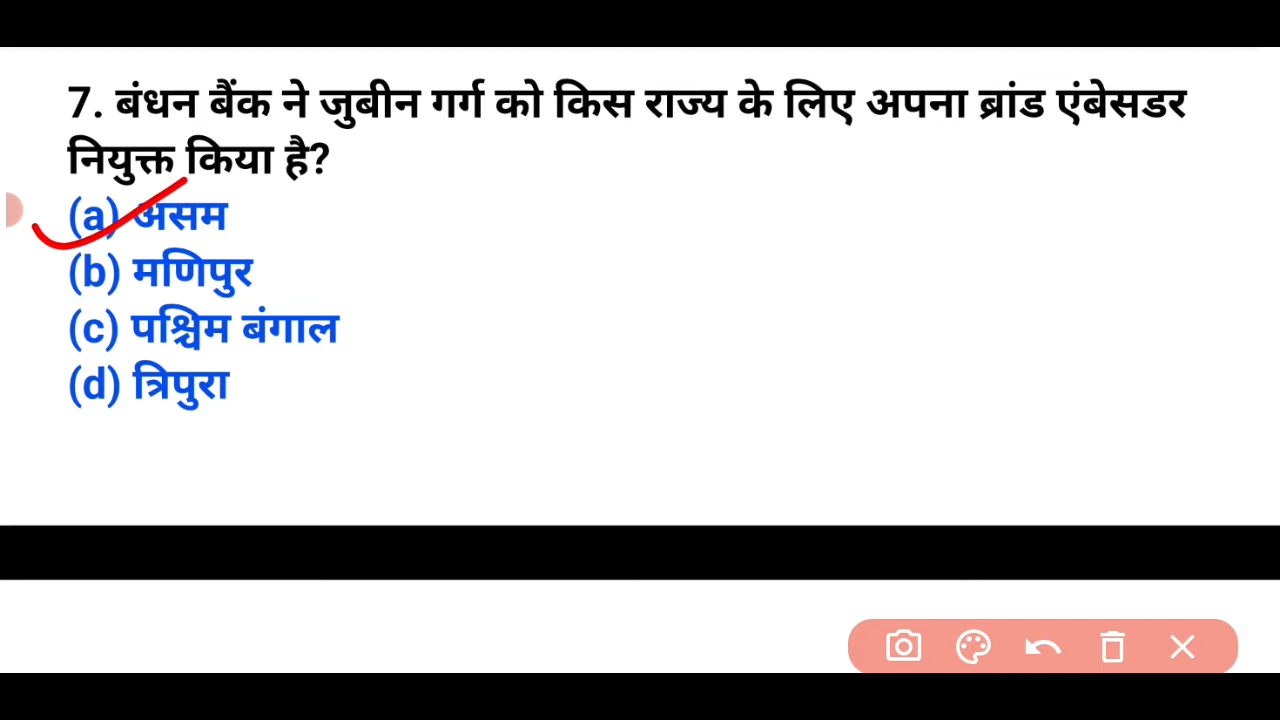 7. बंधन बैंक ने जुबीन गर्ग को किस राज्य के लिए अपना ब्रांड एंबेसडर
नियुक्त किया है?
(a) असम
(b) मणिपुर
(c) पश्चिम बंगाल
(d) त्रिपुरा